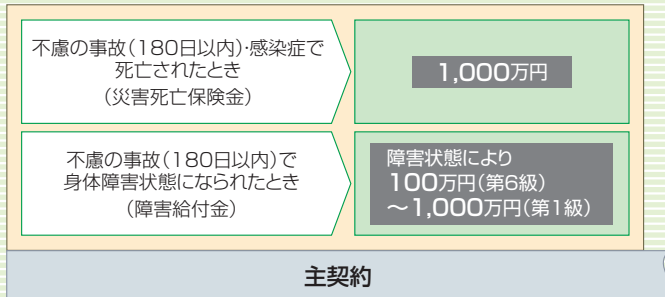 不慮の事故(180日以内)・感染症で
死亡されたとき
(災害死亡保険金)
1,000万円
不慮の事故(180日以内)で
身体障害状態になられたとき
(障害給付金)
障害状態により
100万円(第6級)
～1,000万円(第1級)
主契約